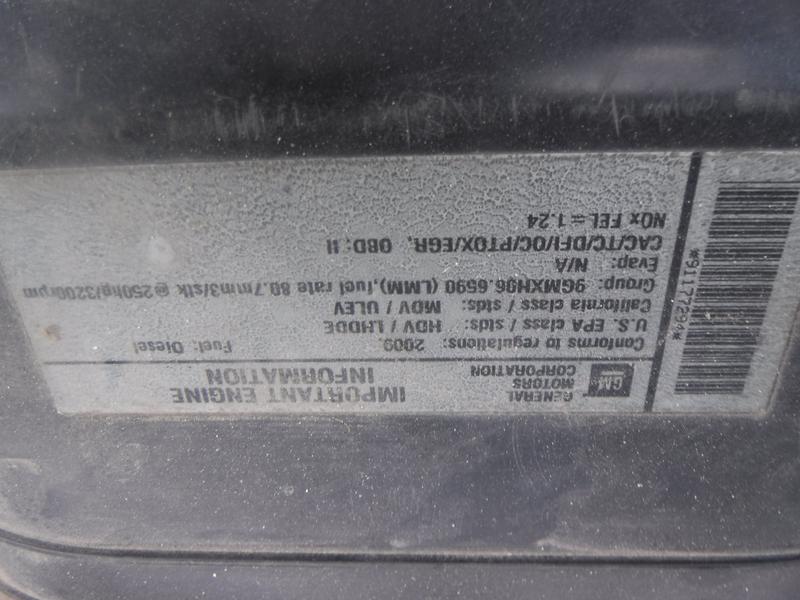 GM
GENERAL
MOTORS
CORPORATION
IMPORTANT ENGINE
INFORMATION
Conforms to regulations: 2009. Fuel: Diesel
U.S. EPA class / stds: HDV / LHDDE
California class / stds: MDV / ULEV
Group: 9GMXH06.6590 (LMM),fuel rate 80.7mm3/stk @ 250hg/3200rpm
Evap: N/A
CAC/TC/DFI/OC/PTOX/EGR, OBD: II
NOx FEL = 1.24
*91177294*